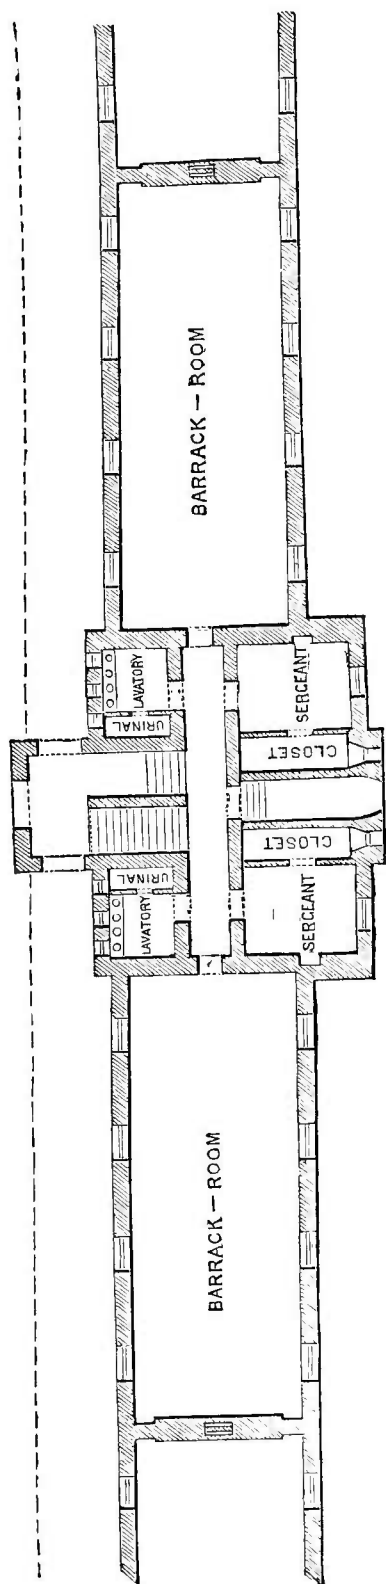 BARRACK – ROOM
LAVATORY
URINAL
SERGEANT
CLOSET
CLOSET
URINAL
LAVATORY
SERGEANT
BARRACK – ROOM